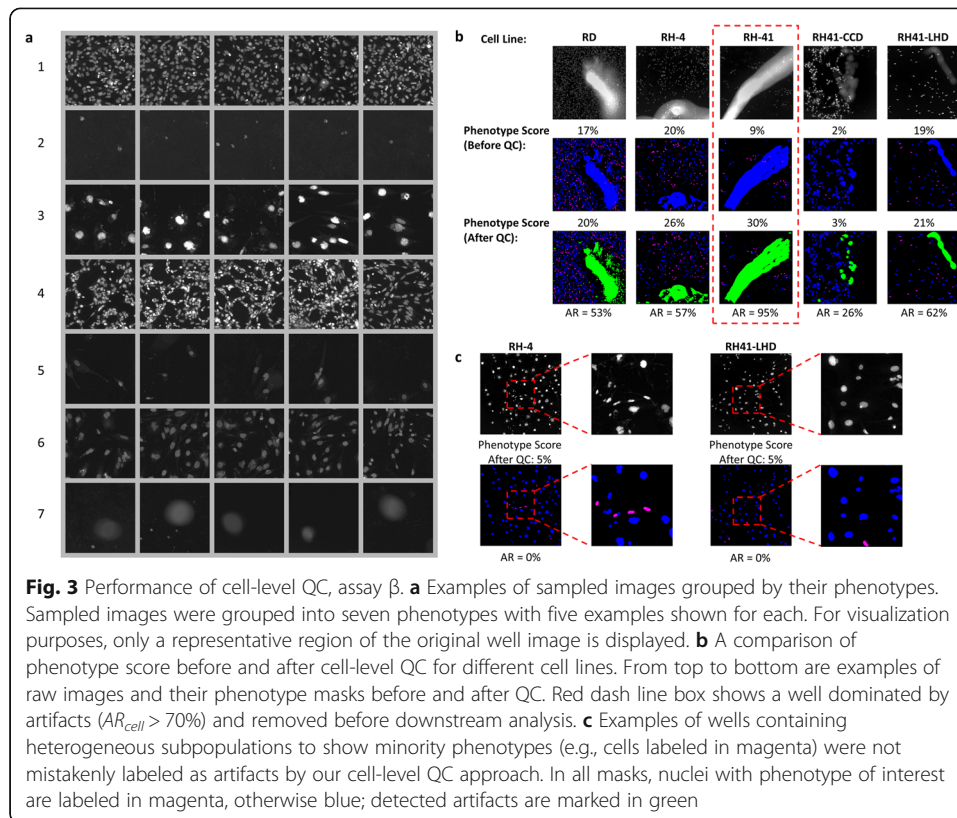 a
1
2
3
4
5
6
7
b
Cell Line: RD RH-4 RH-41 RH41-CCD RH41-LHD
Phenotype Score 17% 20% 9% 2% 19%
(Before QC):
Phenotype Score 20% 26% 30% 3% 21%
(After QC):
AR = 53% AR = 57% AR = 95% AR = 26% AR = 62%
c
RH-4 RH41-LHD
Phenotype Score Phenotype Score
After QC: 5% After QC: 5%
AR = 0% AR = 0%
Fig. 3 Performance of cell-level QC, assay β. a Examples of sampled images grouped by their phenotypes.
Sampled images were grouped into seven phenotypes with five examples shown for each. For visualization
purposes, only a representative region of the original well image is displayed. b A comparison of
phenotype score before and after cell-level QC for different cell lines. From top to bottom are examples of
raw images and their phenotype masks before and after QC. Red dash line box shows a well dominated by
artifacts (ARcell > 70%) and removed before downstream analysis. c Examples of wells containing
heterogeneous subpopulations to show minority phenotypes (e.g., cells labeled in magenta) were not
mistakenly labeled as artifacts by our cell-level QC approach. In all masks, nuclei with phenotype of interest
are labeled in magenta, otherwise blue; detected artifacts are marked in green